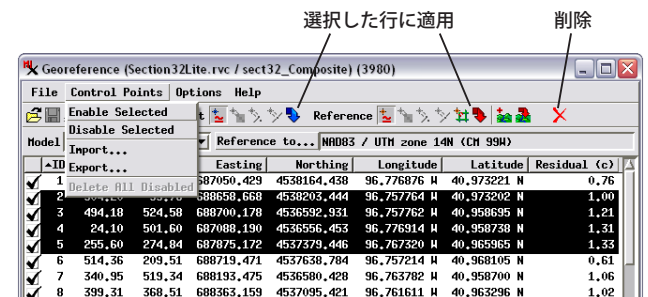 選択した行に適用 削除
Georeference (Section32Lite.rvc / sect32_Composite) (3980)
File Control Points Options Help
Enable Selected
Disable Selected
Import...
Export...
Delete All Disabled
t Reference
Model Reference to... NAD83 / UTM zone 14N (CM 99W)
ID Easting Northing Longitude Latitude Residual (c)
1 687050.429 4538164.438 96.776876 W 40.973221 N 0.76
2 688658.668 4538203.444 96.757764 W 40.973202 N 1.00
3 494.18 524.58 688700.178 4536592.931 96.757762 W 40.958695 N 1.21
4 24.10 501.60 687088.190 4536556.453 96.776914 W 40.958738 N 1.31
5 255.60 274.84 687875.172 4537379.446 96.767320 W 40.965965 N 1.33
6 514.36 209.51 688719.471 4537638.784 96.757214 W 40.968105 N 0.61
7 340.95 519.34 688193.475 4536580.428 96.763782 W 40.958700 N 1.06
8 399.31 368.51 688363.159 4537095.421 96.761611 W 40.963296 N 1.02